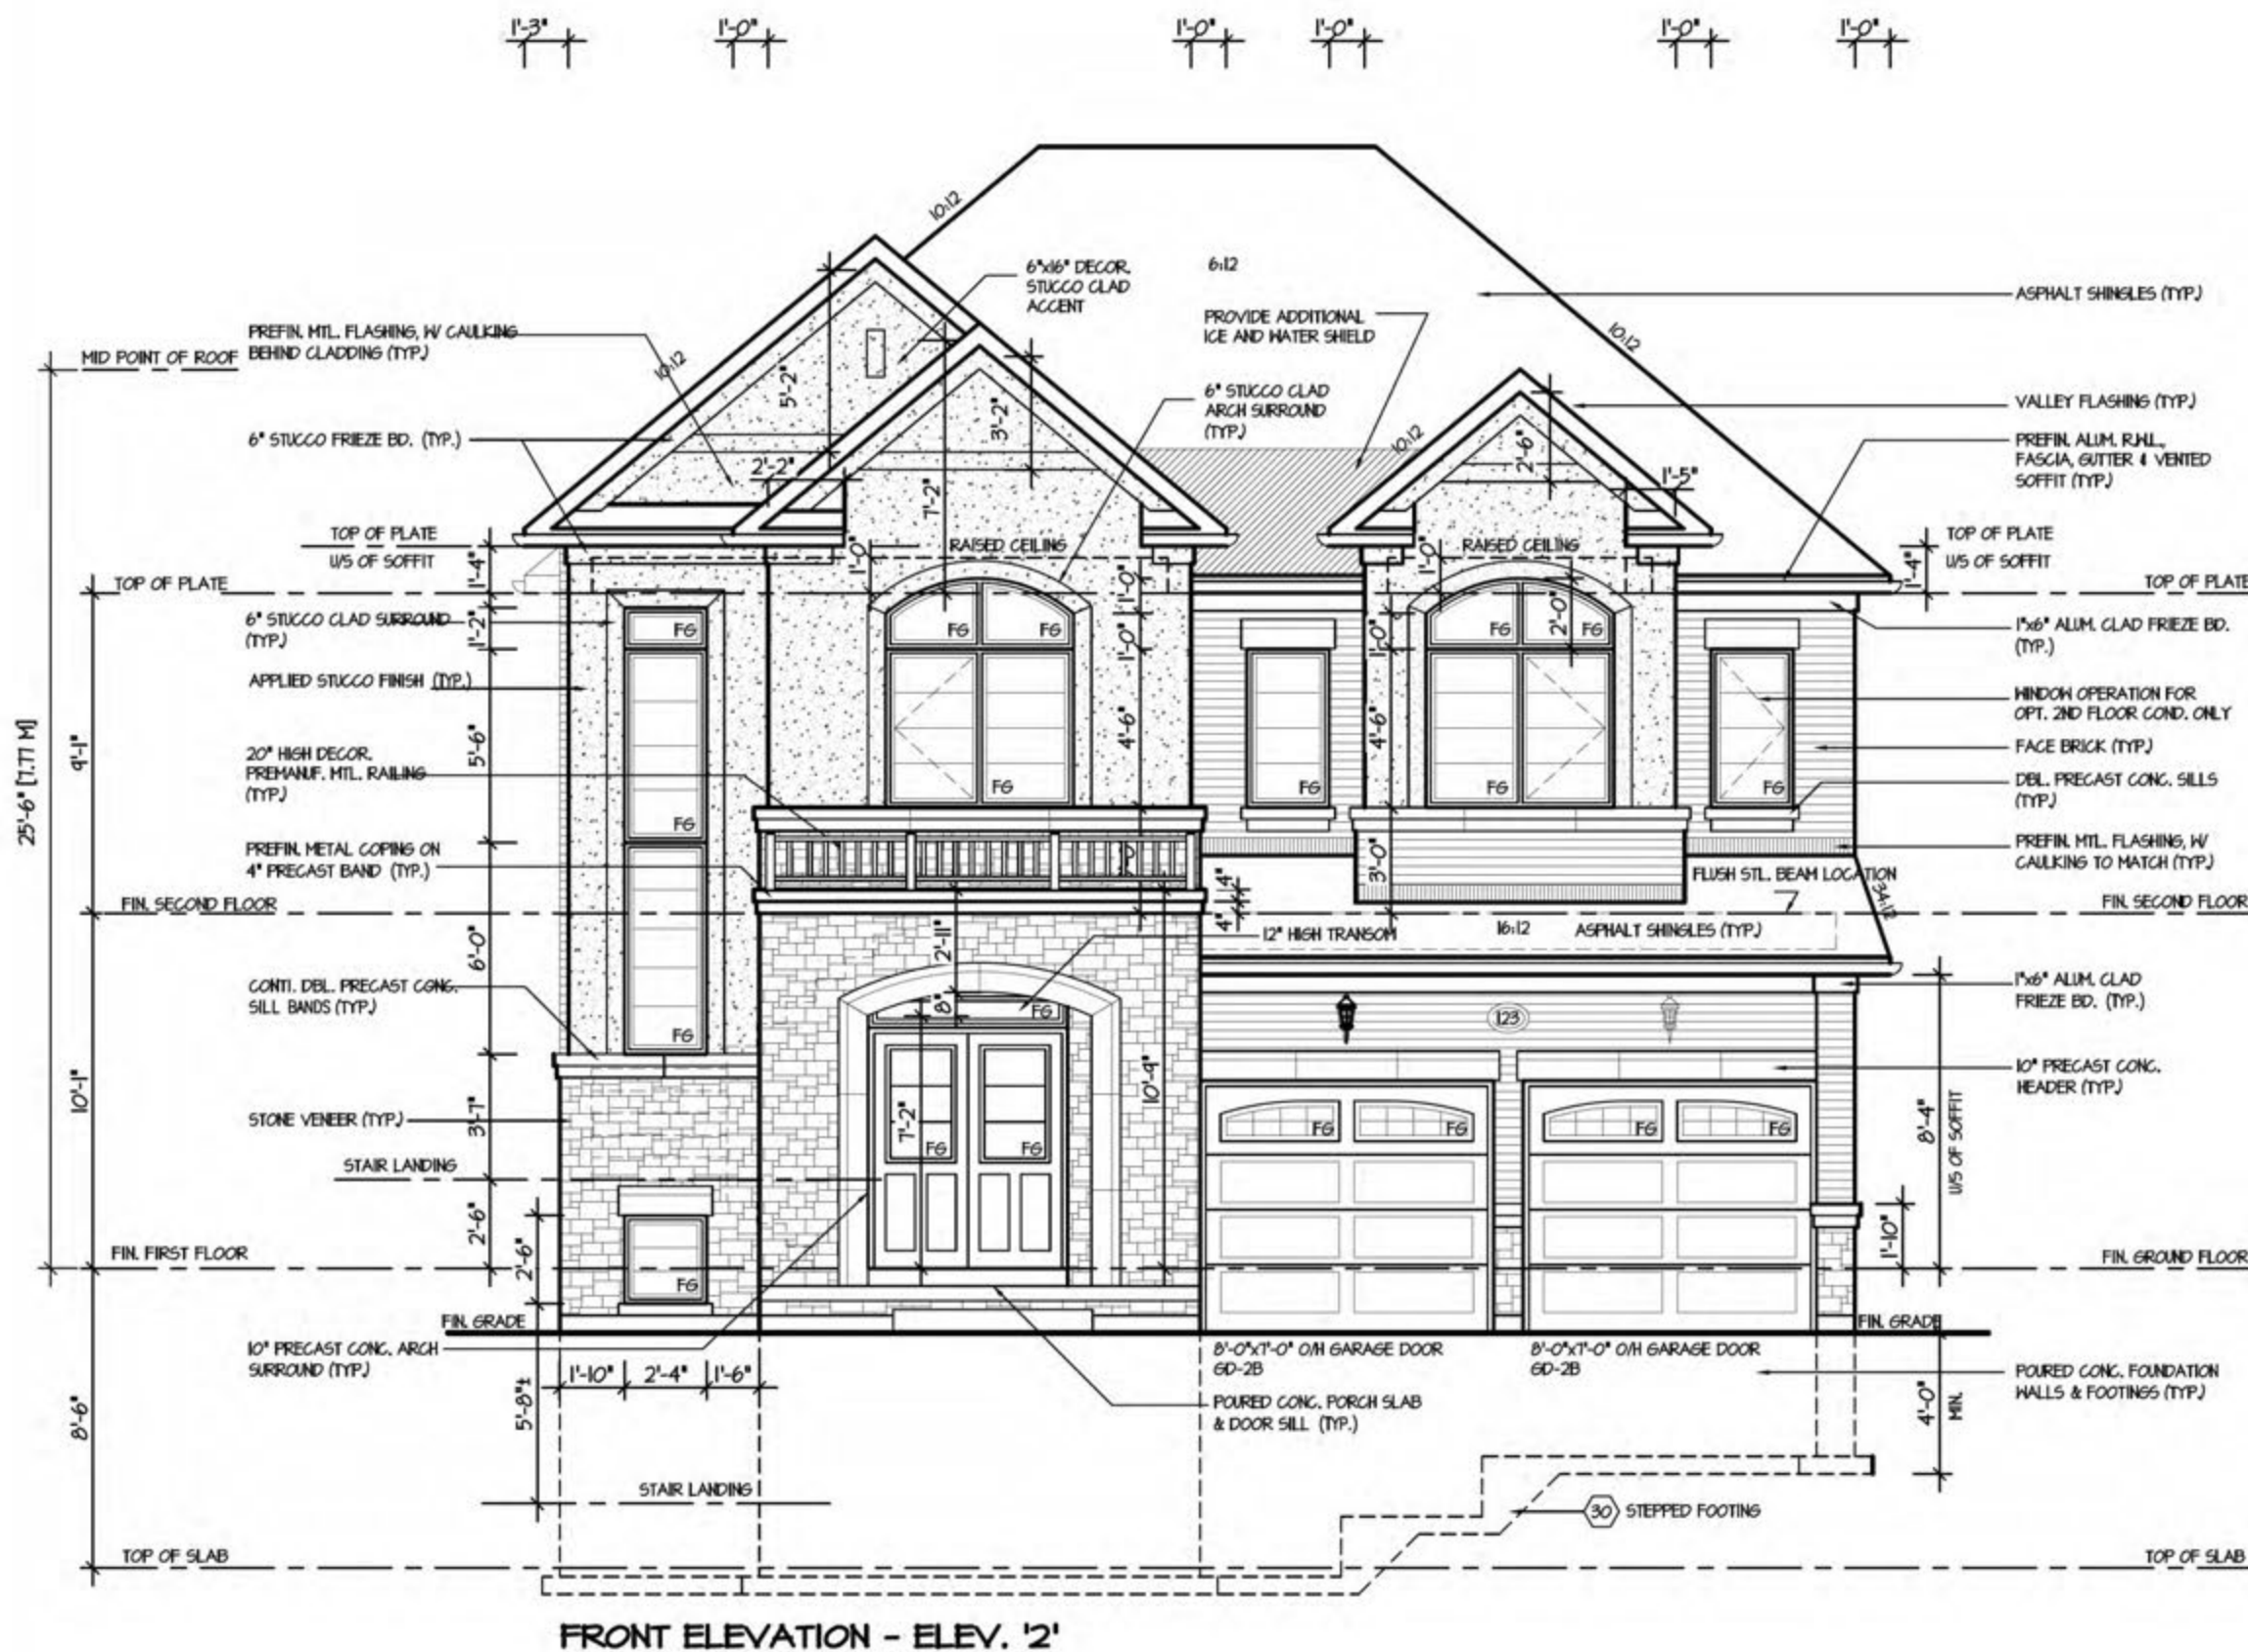 1'-3"
1'-0"
1'-0"
1'-0"
1'-0"
1'-0"
10:12
6"x16" DECOR.
STUCCO CLAD
ACCENT
6:12
PROVIDE ADDITIONAL
ICE AND WATER SHIELD
ASPHALT SHINGLES (TYP.)
10:12
PREFIN. MTL. FLASHING, W/ CAULKING
BEHIND CLADDING (TYP.)
MID POINT OF ROOF
10:12
5'-2"
3'-2"
6" STUCCO CLAD
ARCH SURROUND
(TYP.)
VALLEY FLASHING (TYP.)
6" STUCCO FRIEZE BD. (TYP.)
10:12
2'-6"
PREFIN. ALUM. R.W.L.,
FASCIA, GUTTER & VENTED
SOFFIT (TYP.)
2'-2"
7'-2"
1'-5"
TOP OF PLATE
U/S OF SOFFIT
1'-4"
1'-0"
RAISED CEILING
1'-0"
RAISED CEILING
TOP OF PLATE
U/S OF SOFFIT
1'-4"
TOP OF PLATE
TOP OF PLATE
1'-0"
2'-0"
6" STUCCO CLAD SURROUND
(TYP.)
1'-2"
FG
FG
FG
1'-0"
1'-0"
FG
FG
1"x6" ALUM. CLAD FRIEZE BD.
(TYP.)
APPLIED STUCCO FINISH (TYP.)
WINDOW OPERATION FOR
OPT. 2ND FLOOR COND. ONLY
25'-6" [7.77 M]
9'-1"
5'-6"
4'-6"
4'-6"
FACE BRICK (TYP.)
20" HIGH DECOR.
PREMANUF. MTL. RAILING
(TYP.)
FG
FG
FG
FG
FG
DBL. PRECAST CONC. SILLS
(TYP.)
PREFIN. METAL COPING ON
4" PRECAST BAND (TYP.)
3'-0"
PREFIN. MTL. FLASHING, W/
CAULKING TO MATCH (TYP.)
4"
4"
FLUSH STL. BEAM LOCATION
34:12
FIN. SECOND FLOOR
FIN. SECOND FLOOR
6'-0"
2'-11"
12" HIGH TRANSOM
16:12
ASPHALT SHINGLES (TYP.)
CONTI. DBL. PRECAST CONC.
SILL BANDS (TYP.)
8"
FG
FG
123
1"x6" ALUM. CLAD
FRIEZE BD. (TYP.)
10'-1"
3'-7"
10'-9"
10" PRECAST CONC.
HEADER (TYP.)
STONE VENEER (TYP.)
7'-2"
FG
FG
FG
FG
FG
FG
8'-4"
U/S OF SOFFIT
STAIR LANDING
2'-6"
2'-6"
1'-10"
FIN. FIRST FLOOR
FG
FIN. GROUND FLOOR
FIN. GRADE
FIN. GRADE
10" PRECAST CONC. ARCH
SURROUND (TYP.)
1'-10"
2'-4"
1'-6"
8'-0"x7'-0" O/H GARAGE DOOR
GD-2B
8'-0"x7'-0" O/H GARAGE DOOR
GD-2B
8'-6"
5'-8"±
POURED CONC. PORCH SLAB
& DOOR SILL (TYP.)
POURED CONC. FOUNDATION
WALLS & FOOTINGS (TYP.)
4'-0"
MIN.
STAIR LANDING
30
STEPPED FOOTING
TOP OF SLAB
TOP OF SLAB
FRONT ELEVATION - ELEV. '2'